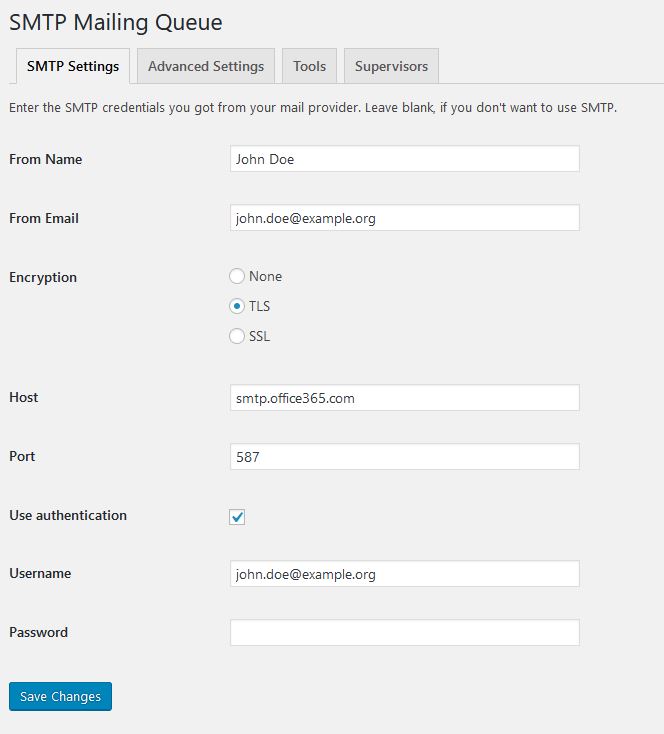 SMTP Mailing Queue
SMTP Settings Advanced Settings Tools Supervisors
Enter the SMTP credentials you got from your mail provider. Leave blank, if you don't want to use SMTP.
From Name John Doe
From Email john.doe@example.org
Encryption None
TLS
SSL
Host smtp.office365.com
Port 587
Use authentication
Username john.doe@example.org
Password
Save Changes